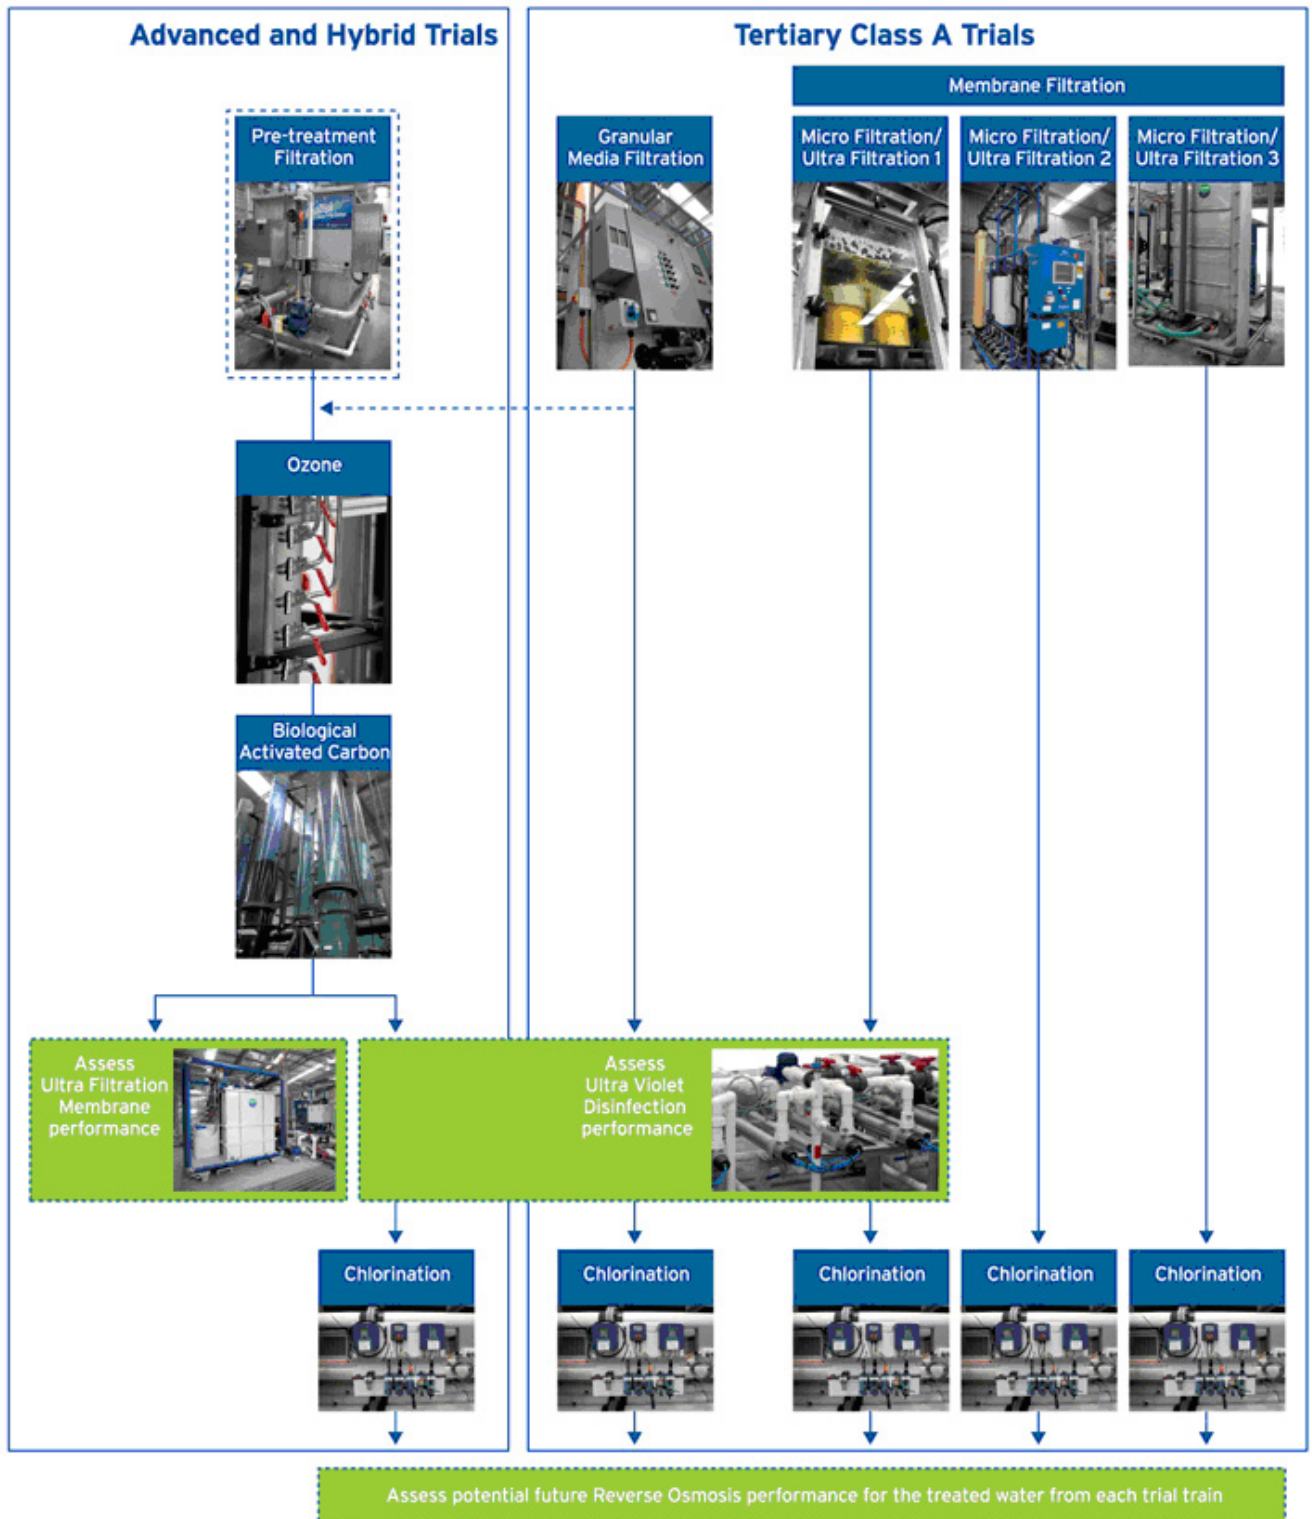 Advanced and Hybrid Trials
Tertiary Class A Trials
Membrane Filtration
Pre-treatment
Filtration
Granular
Media Filtration
Micro Filtration/
Ultra Filtration 1
Micro Filtration/
Ultra Filtration 2
Micro Filtration/
Ultra Filtration 3
Ozone
Biological
Activated Carbon
Assess
Ultra Filtration
Membrane
performance
Assess
Ultra Violet
Disinfection
performance
Chlorination
Chlorination
Chlorination
Chlorination
Chlorination
Assess potential future Reverse Osmosis performance for the treated water from each trial train